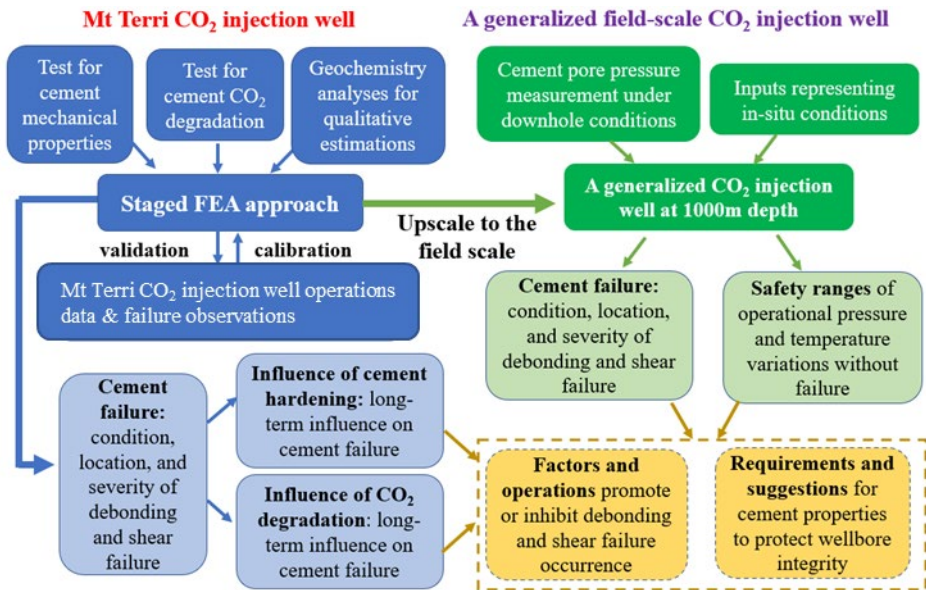 Mt Terri CO₂ injection well
A generalized field-scale CO₂ injection well
Test for
cement
mechanical
properties
Test for
cement CO₂
degradation
Geochemistry
analyses for
qualitative
estimations
Cement pore pressure
measurement under
downhole conditions
Inputs representing
in-situ conditions
Staged FEA approach
Upscale to the
field scale
A generalized CO₂ injection
well at 1000m depth
validation
calibration
Mt Terri CO₂ injection well operations
data & failure observations
Cement
failure:
condition,
location, and
severity of
debonding
and shear
failure
Influence of cement
hardening: long-
term influence on
cement failure
Influence of CO₂
degradation: long-
term influence on
cement failure
Cement failure:
condition, location,
and severity of
debonding and shear
failure
Safety ranges of
operational pressure
and temperature
variations without
failure
Factors and
operations promote
or inhibit debonding
and shear failure
occurrence
Requirements and
suggestions for
cement properties
to protect wellbore
integrity